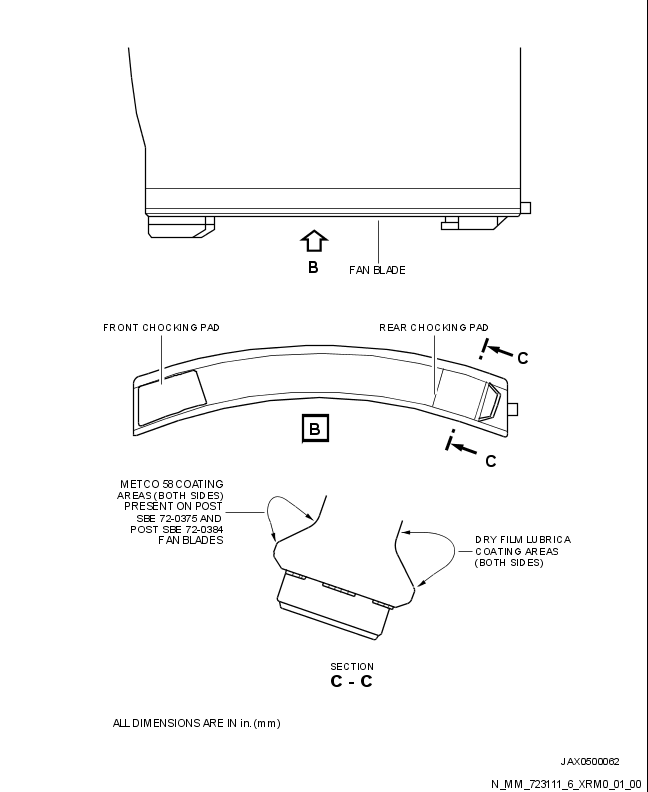 B
FAN BLADE
FRONT CHOCKING PAD
REAR CHOCKING PAD
C
B
C
METCO 58 COATING
AREAS (BOTH SIDES)
PRESENT ON POST
SBE 72-0375 AND
POST SBE 72-0384
FAN BLADES
DRY FILM LUBRICA
COATING AREAS
(BOTH SIDES)
SECTION
C - C
ALL DIMENSIONS ARE IN in. (mm)
JAX0500062
N_MM_723111_6_XRM0_01_00